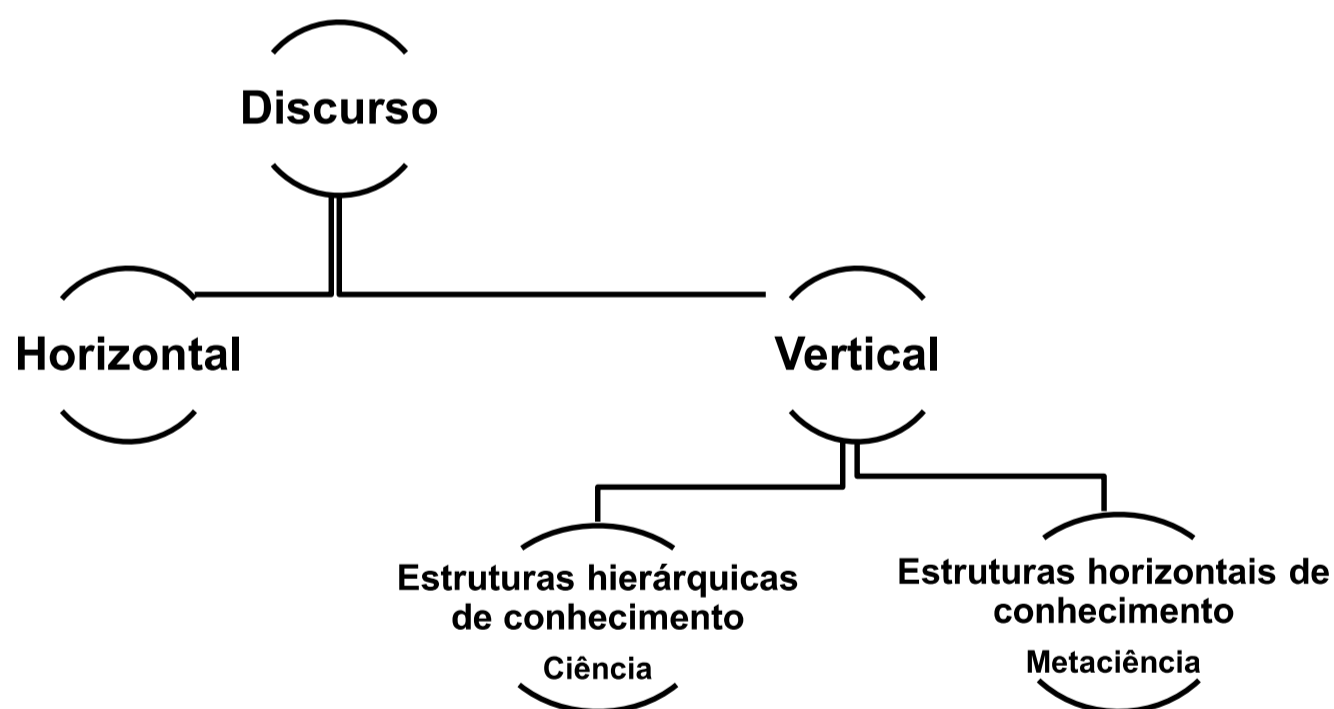 Discurso
Horizontal
Vertical
Estruturas hierárquicas
de conhecimento
Ciência
Estruturas horizontais de
conhecimento
Metaciência